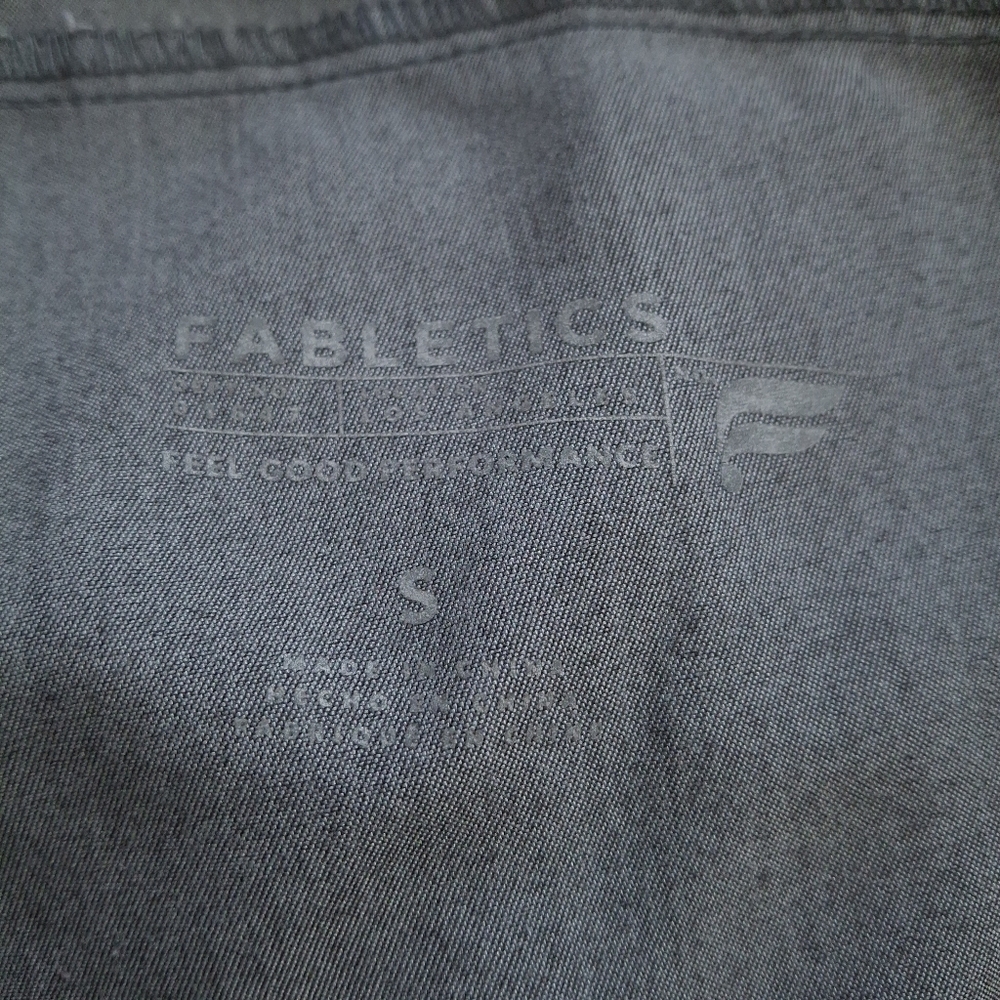 FABLETICS
LOS ANGELES
FEEL GOOD PERFORMANCE
S
MADE IN CHINA
HECHO EN CHINA
FABRIQUÉ EN CHINE